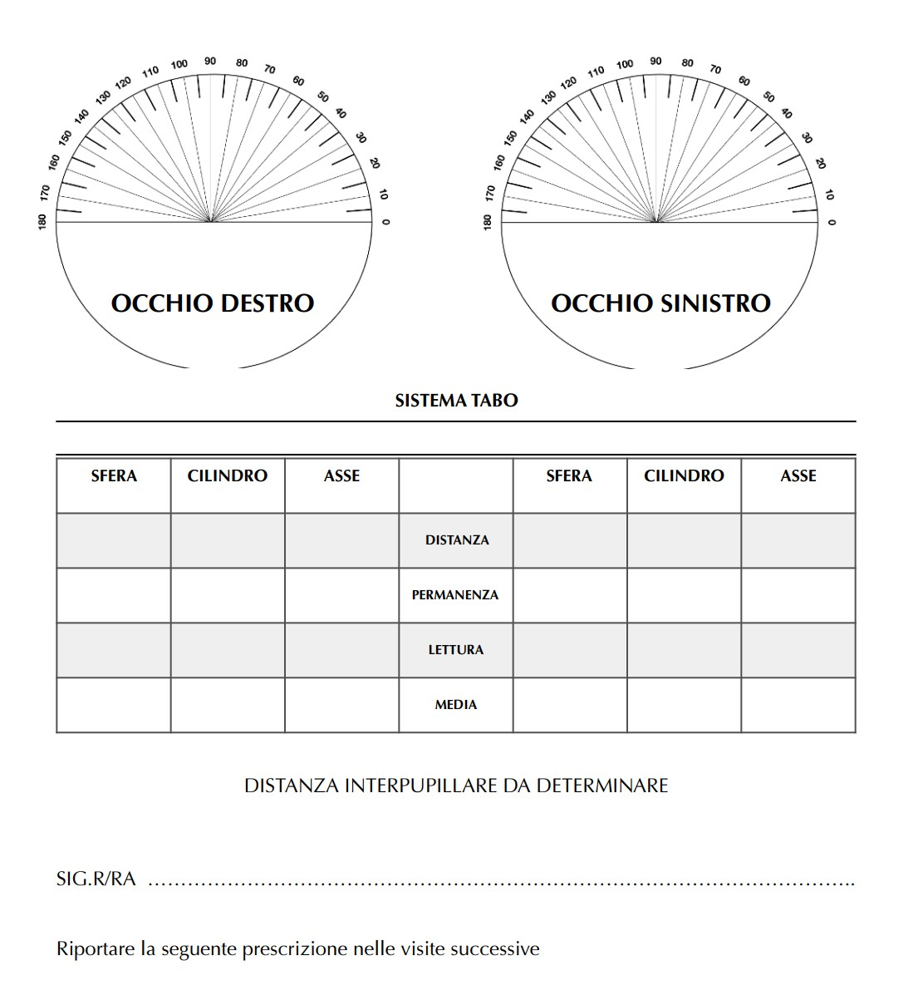 180 170 160 150 140 130 120 110 100 90 80 70 60 50 40 30 20 10 0
180 170 160 150 140 130 120 110 100 90 80 70 60 50 40 30 20 10 0
OCCHIO DESTRO
OCCHIO SINISTRO
SISTEMA TABO
SFERA CILINDRO ASSE SFERA CILINDRO ASSE
DISTANZA
PERMANENZA
LETTURA
MEDIA
DISTANZA INTERPUPILLARE DA DETERMINARE
SIG.R/RA ………………………………………………………………………………………..
Riportare la seguente prescrizione nelle visite successive